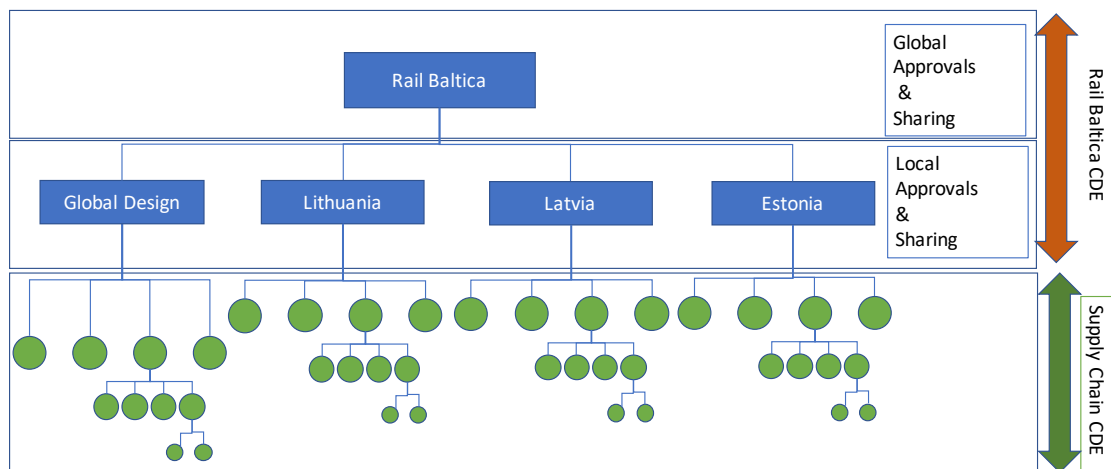 Rail Baltica
Global
Approvals
&
Sharing
Rail Baltica CDE
Global Design
Lithuania
Latvia
Estonia
Local
Approvals
&
Sharing
Supply Chain CDE